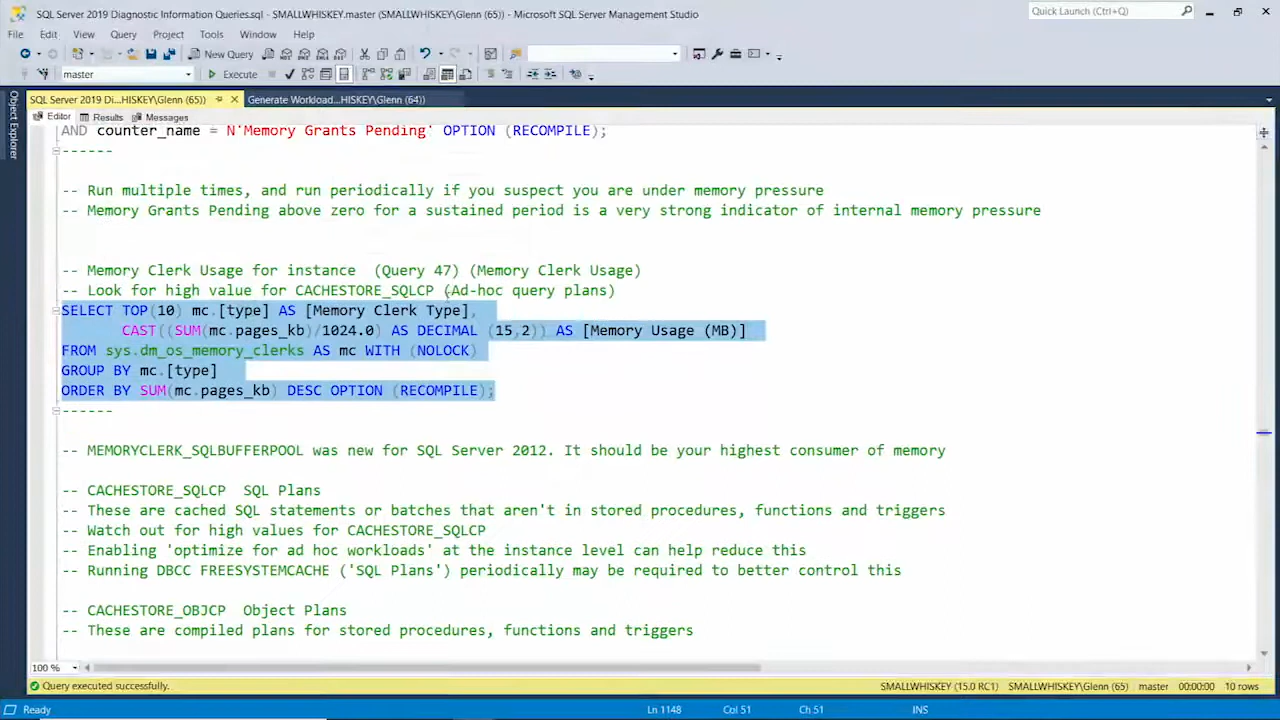 SQL Server 2019 Diagnostic Information Queries.sql - SMALLWHISKEY.master (SMALLWHISKEY\Glenn (65)) - Microsoft SQL Server Management Studio
Quick Launch (Ctrl+Q)
File Edit View Query Project Tools Window Help
New Query
master
Execute
Object Explorer
SQL Server 2019 Di...HISKEY\Glenn (65))
Generate Workload...HISKEY\Glenn (64))
Editor Results Messages
AND counter_name = N'Memory Grants Pending' OPTION (RECOMPILE);
------
-- Run multiple times, and run periodically if you suspect you are under memory pressure
-- Memory Grants Pending above zero for a sustained period is a very strong indicator of internal memory pressure
-- Memory Clerk Usage for instance  (Query 47) (Memory Clerk Usage)
-- Look for high value for CACHESTORE_SQLCP (Ad-hoc query plans)
SELECT TOP(10) mc.[type] AS [Memory Clerk Type],
CAST((SUM(mc.pages_kb)/1024.0) AS DECIMAL (15,2)) AS [Memory Usage (MB)]
FROM sys.dm_os_memory_clerks AS mc WITH (NOLOCK)
GROUP BY mc.[type]
ORDER BY SUM(mc.pages_kb) DESC OPTION (RECOMPILE);
------
-- MEMORYCLERK_SQLBUFFERPOOL was new for SQL Server 2012. It should be your highest consumer of memory
-- CACHESTORE_SQLCP  SQL Plans
-- These are cached SQL statements or batches that aren't in stored procedures, functions and triggers
-- Watch out for high values for CACHESTORE_SQLCP
-- Enabling 'optimize for ad hoc workloads' at the instance level can help reduce this
-- Running DBCC FREESYSTEMCACHE ('SQL Plans') periodically may be required to better control this
-- CACHESTORE_OBJCP  Object Plans
-- These are compiled plans for stored procedures, functions and triggers
100 %
Query executed successfully.
SMALLWHISKEY (15.0 RC1) SMALLWHISKEY\Glenn (65) master 00:00:00 10 rows
Ready
Ln 1148 Col 51 Ch 51 INS